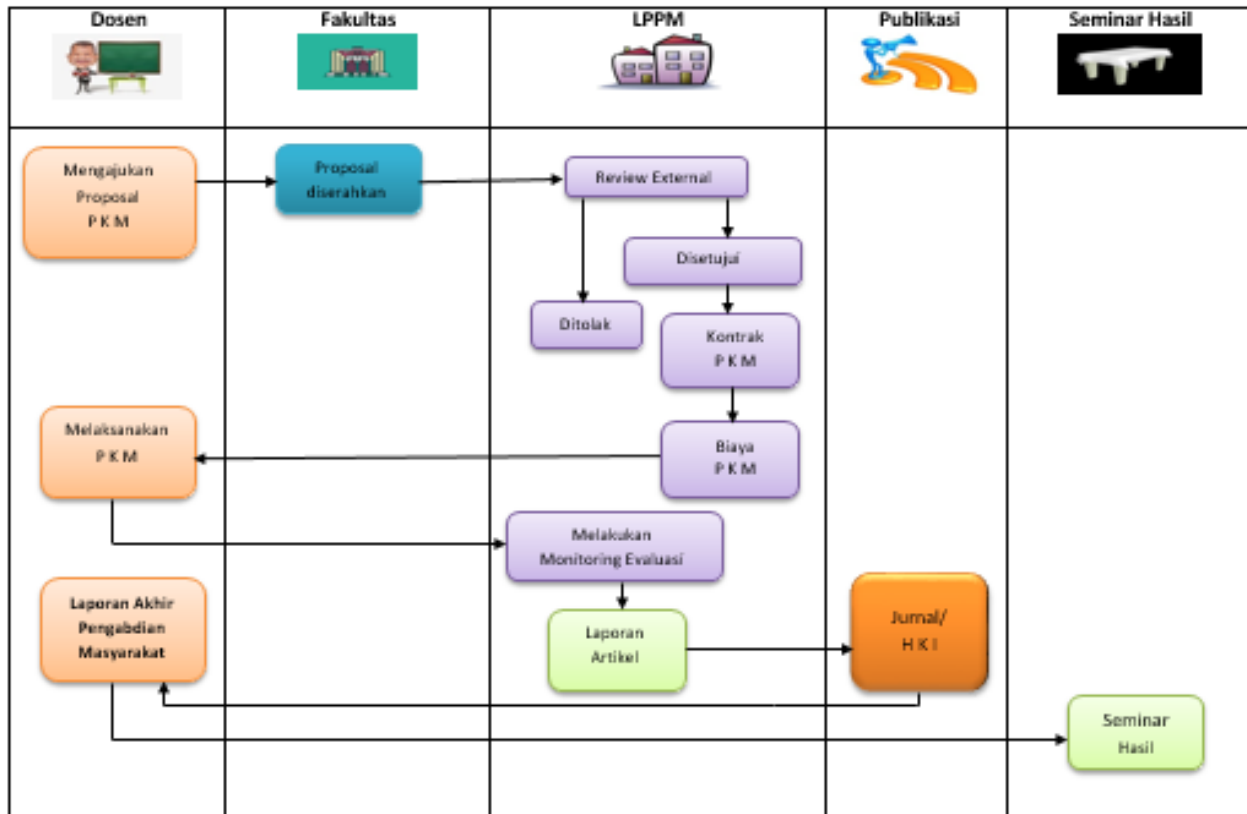 Dosen
Fakultas
LPPM
Publikasi
Seminar Hasil
Mengajukan
Proposal
P K M
Proposal
diserahkan
Review External
Disetujui
Ditolak
Kontrak
P K M
Biaya
P K M
Melaksanakan
P K M
Melakukan
Monitoring Evaluasi
Laporan Akhir
Pengabdian
Masyarakat
Laporan
Artikel
Jurnal/
H K I
Seminar
Hasil